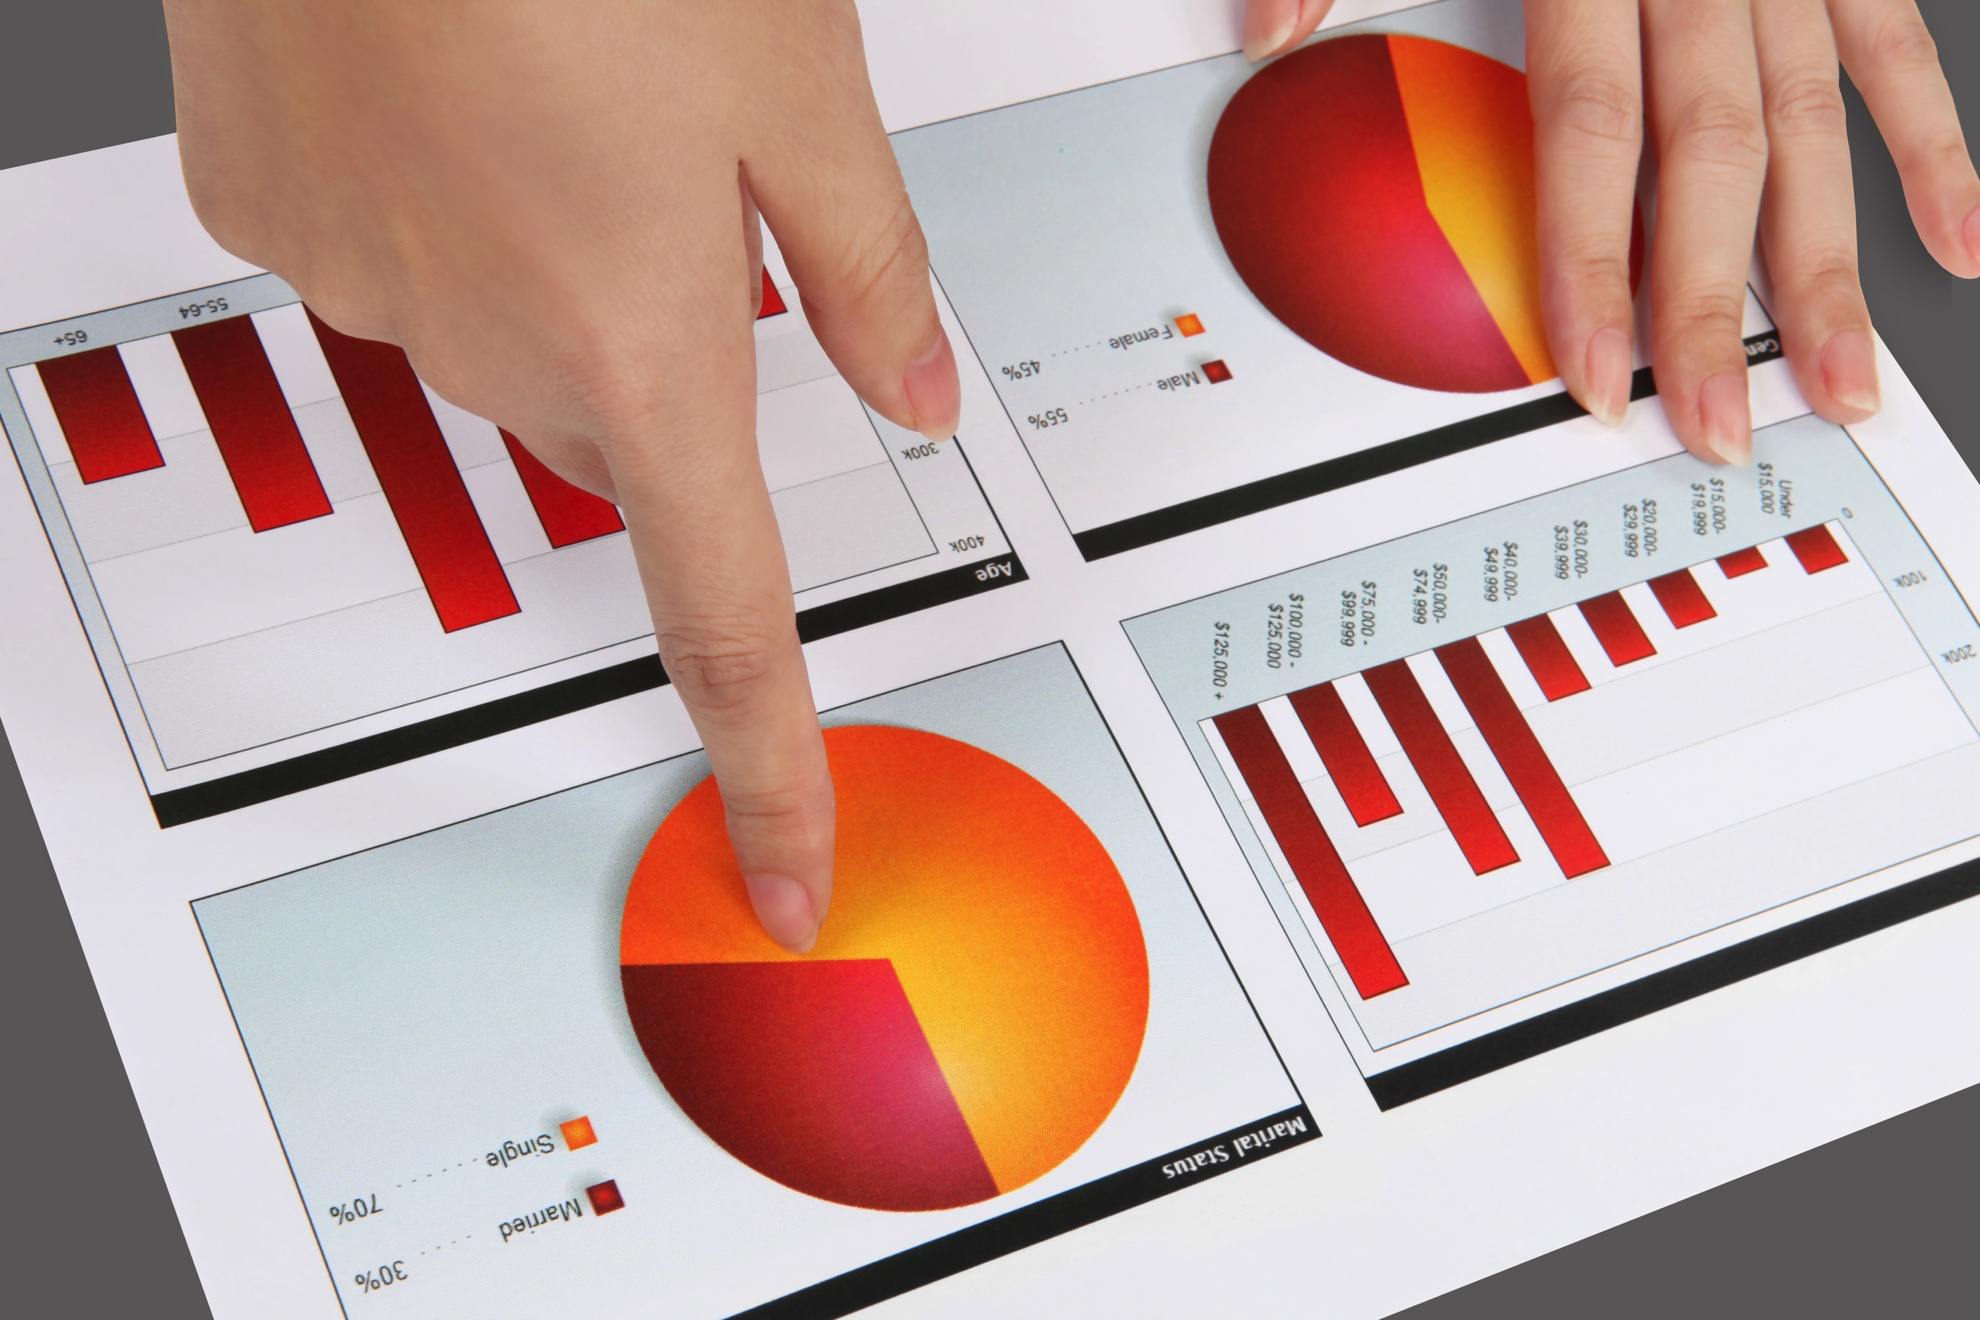 Marital Status
Married 30%
Single 70%
0
100k
200k
Under
$15,000
$15,000-
$19,999
$20,000-
$29,999
$30,000-
$39,999
$40,000-
$49,999
$50,000-
$74,999
$75,000 -
$99,999
$100,000 -
$125,000
$125,000 +
Gen
Male 55%
Female 45%
Age
400k
300k
55-64
65+